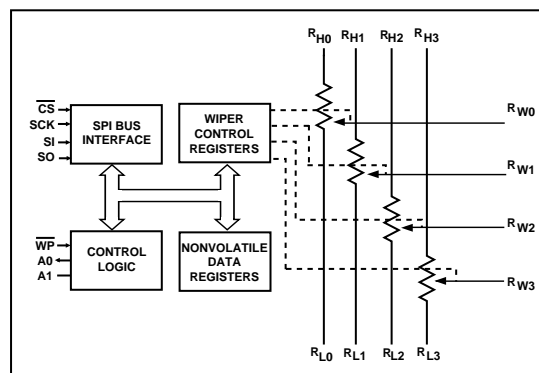 RH0 RH1 RH2 RH3
CS
SCK
SI
SO
SPI BUS
INTERFACE
WIPER
CONTROL
REGISTERS
RW0
RW1
RW2
RW3
WP
A0
A1
CONTROL
LOGIC
NONVOLATILE
DATA
REGISTERS
RL0 RL1 RL2 RL3